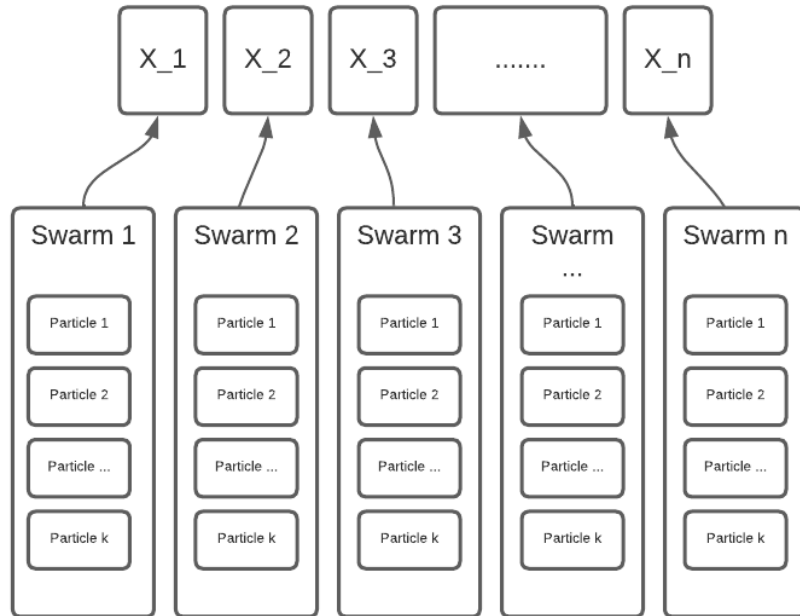 X_1
X_2
X_3
.......
X_n
Swarm 1
Particle 1
Particle 2
Particle ...
Particle k
Swarm 2
Particle 1
Particle 2
Particle ...
Particle k
Swarm 3
Particle 1
Particle 2
Particle ...
Particle k
Swarm
...
Particle 1
Particle 2
Particle ...
Particle k
Swarm n
Particle 1
Particle 2
Particle ...
Particle k